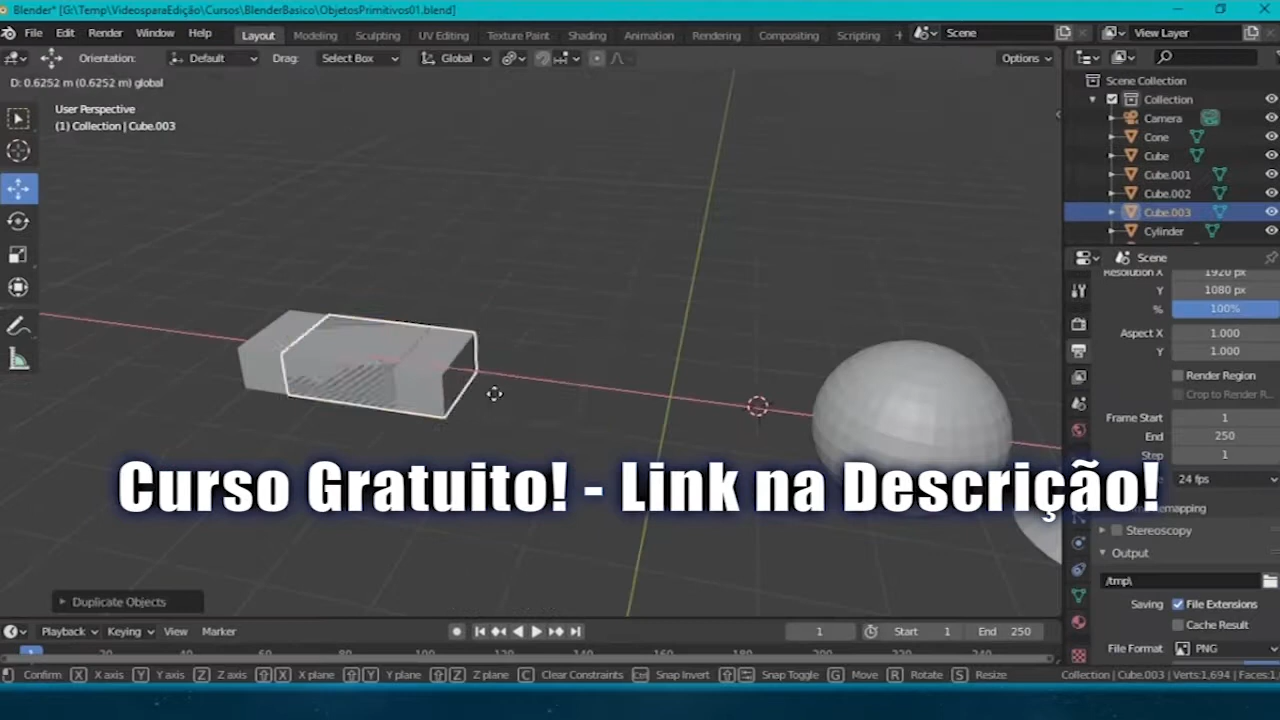 Blender* [G:\Temp\VideosparaEdição\Cursos\BlenderBasico\ObjetosPrimitivos01.blend]
File Edit Render Window Help Layout Modeling Sculpting UV Editing Texture Paint Shading Animation Rendering Compositing Scripting + Scene View Layer
Orientation: Default Drag: Select Box Global Options
D: 0.6252 m (0.6252 m) global
User Perspective
(1) Collection | Cube.003
Scene Collection
Collection
Camera
Cone
Cube
Cube.001
Cube.002
Cube.003
Cylinder
Scene
Resolution X 1920 px
Y 1080 px
% 100%
Aspect X 1.000
Y 1.000
Render Region
Crop to Render R...
Frame Start 1
End 250
Step 1
24 fps
Curso Gratuito! - Link na Descrição!
Stereoscopy
Output
/tmp\
Saving File Extensions
Cache Result
File Format PNG
Duplicate Objects
Playback Keying View Marker 1 Start 1 End 250
Confirm X X axis Y Y axis Z Z axis X X plane Y Y plane Z Z plane C Clear Constraints Ctrl Snap Invert Snap Toggle G Move R Rotate S Resize Collection | Cube.003 | Verts:1,694 | Faces:1,